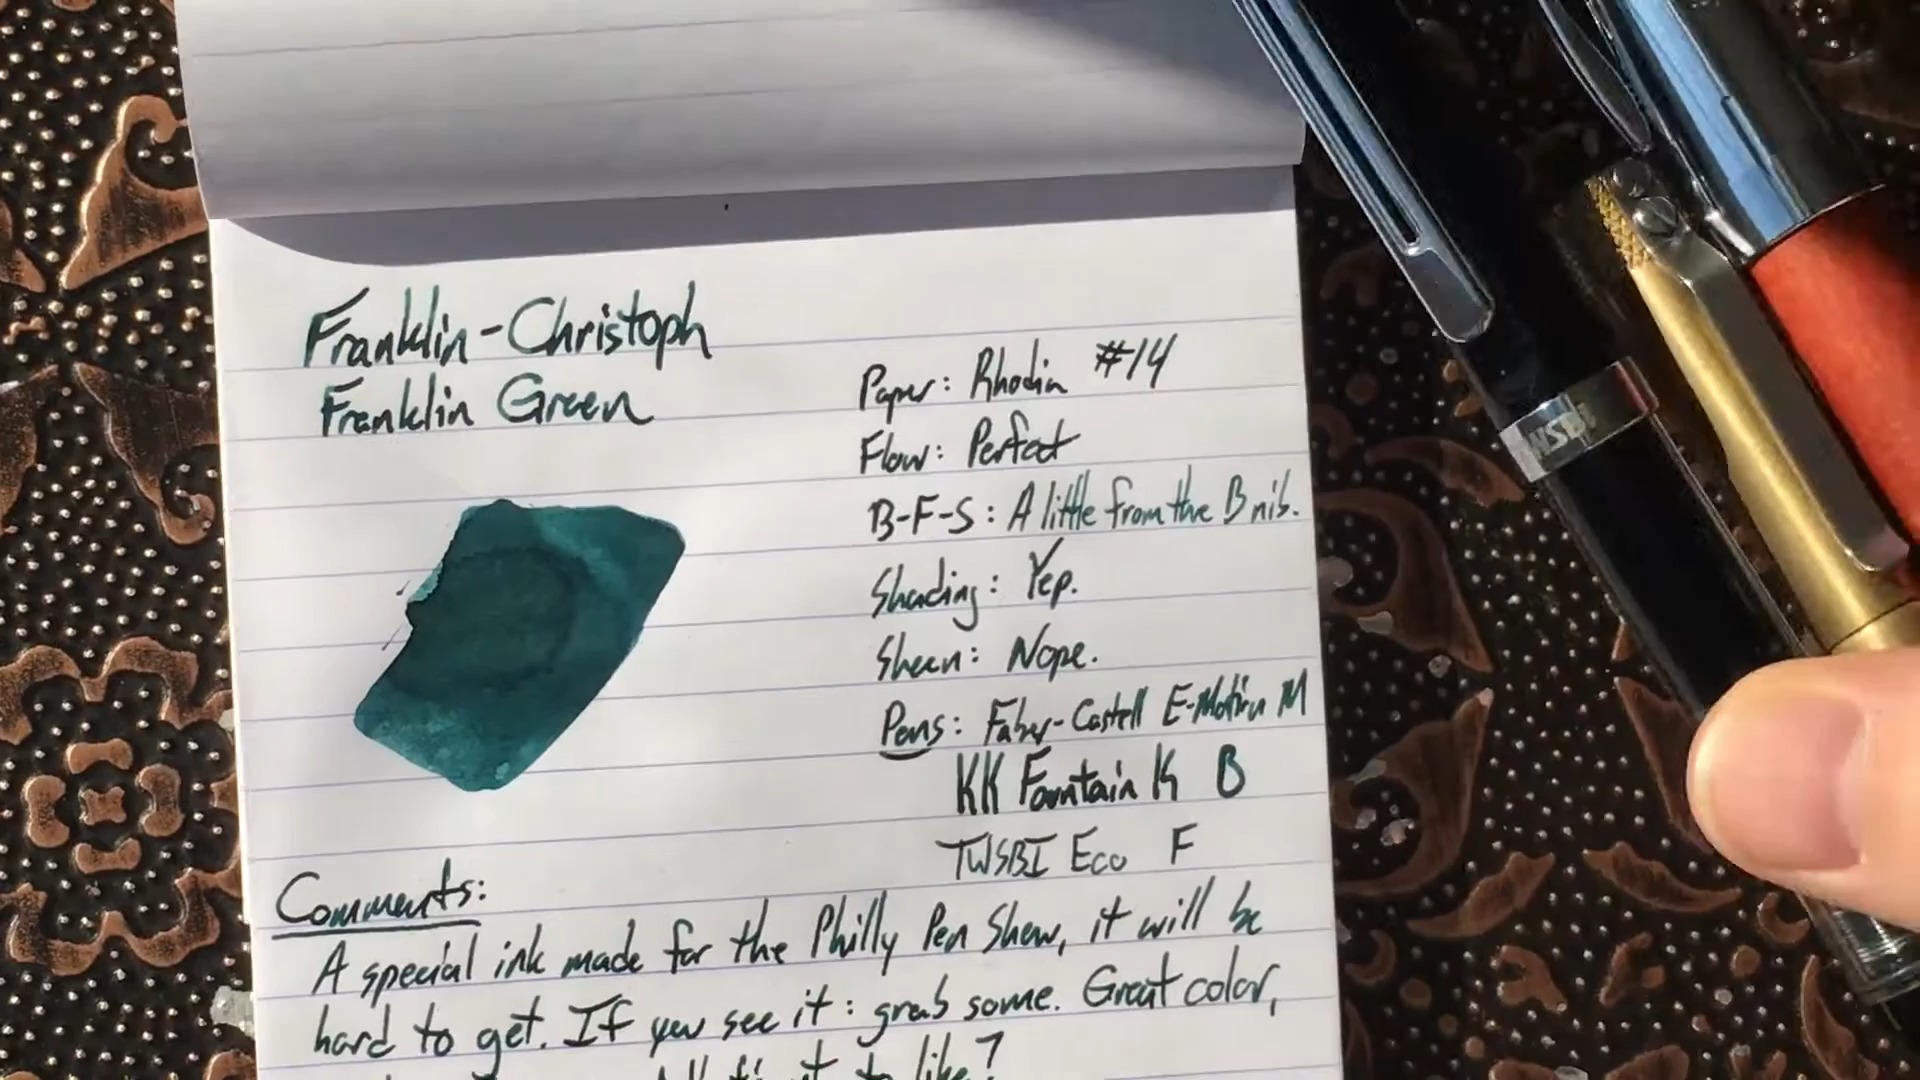 Franklin-Christoph
Franklin Green
Paper: Rhodia #14
Flow: Perfect
B-F-S: A little from the B nib.
Shading: Yep.
Sheen: Nope.
Pens: Faber-Castell E-Motion M
KK Fountain K B
TWSBI Eco F
Comments:
A special ink made for the Philly Pen Show, it will be
hard to get. If you see it: grab some. Great color,
to like?
TWSBI